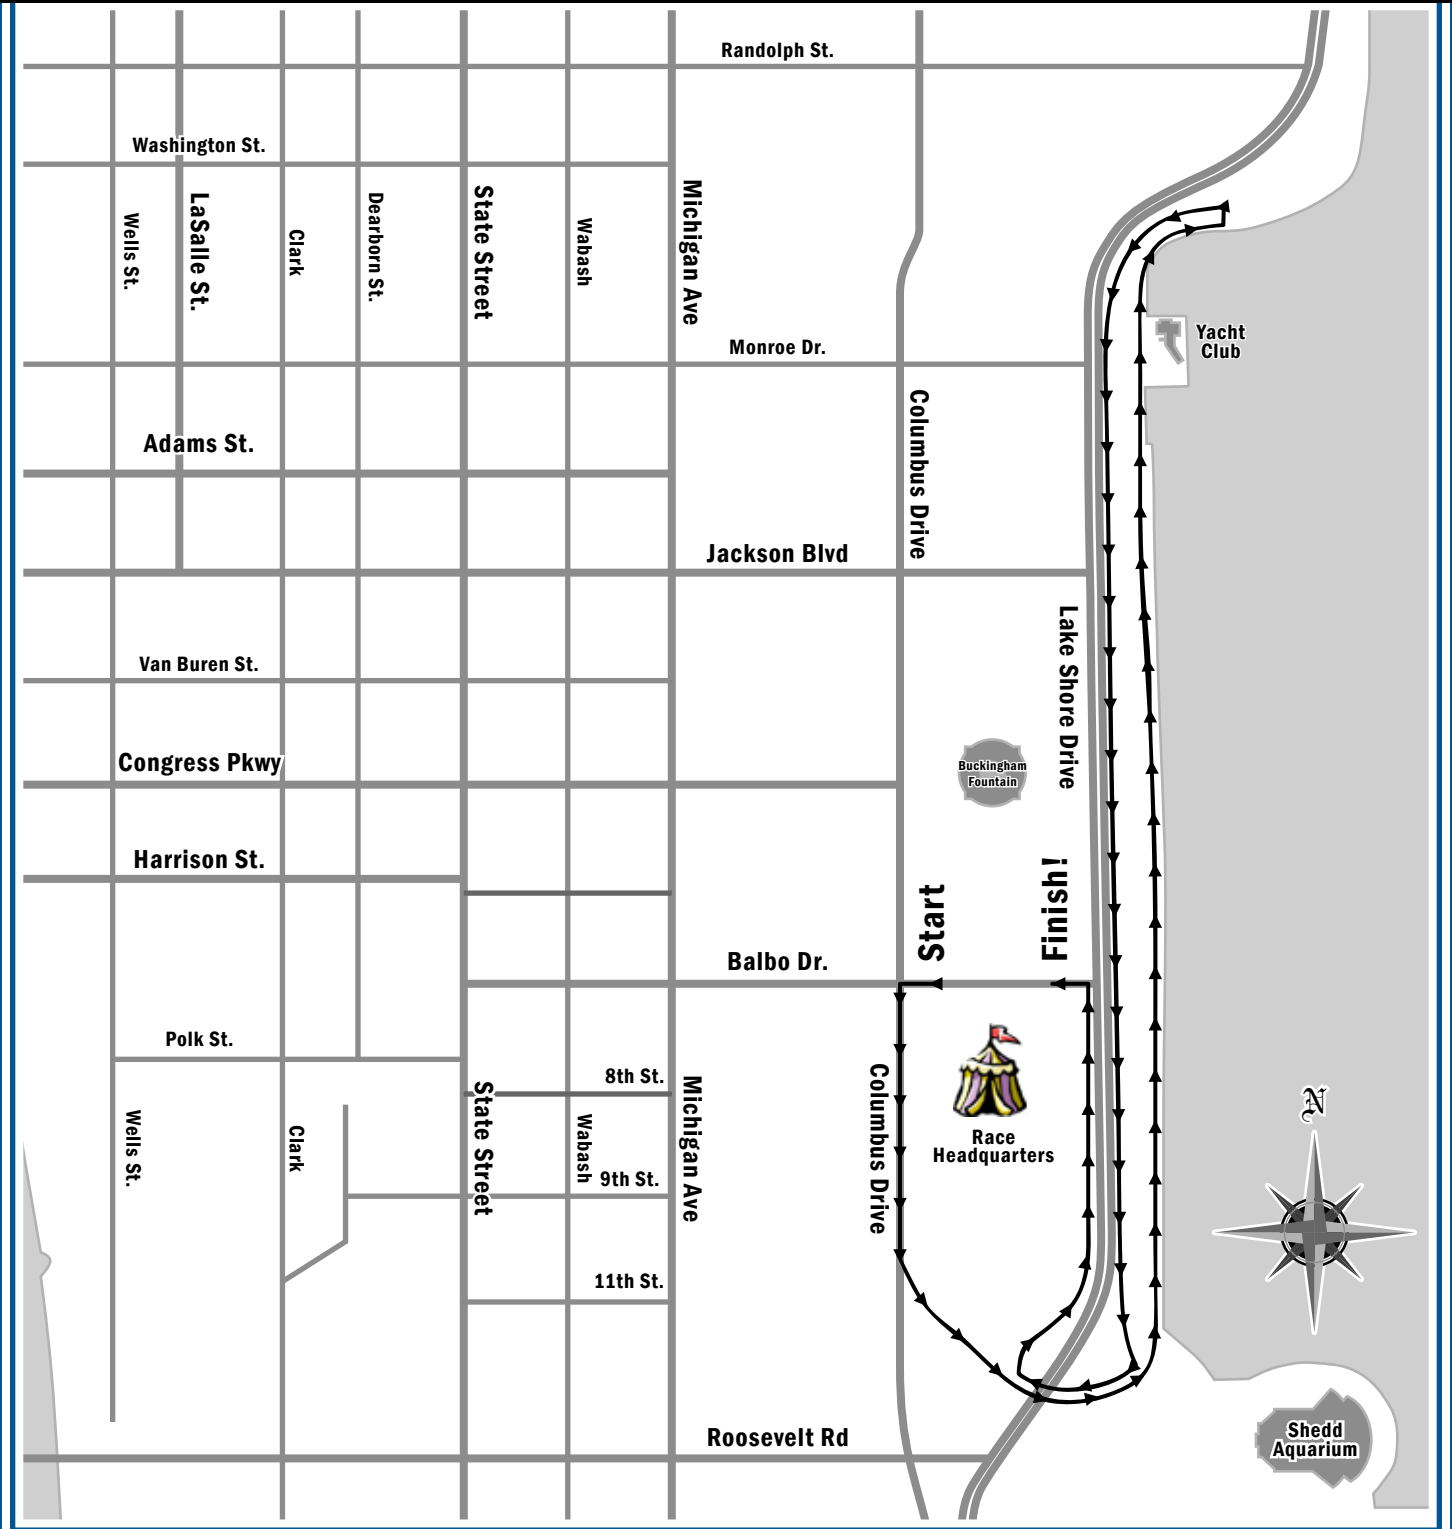 Randolph St.
Washington St.
Wells St.
LaSalle St.
Clark
Dearborn St.
State Street
Wabash
Michigan Ave
Yacht
Club
Monroe Dr.
Adams St.
Columbus Drive
Jackson Blvd
Lake Shore Drive
Van Buren St.
Congress Pkwy
Buckingham
Fountain
Harrison St.
Start
Finish!
Balbo Dr.
Polk St.
8th St.
Wells St.
Clark
State Street
Wabash
Michigan Ave
Columbus Drive
Race
Headquarters
N
9th St.
11th St.
Roosevelt Rd
Shedd
Aquarium